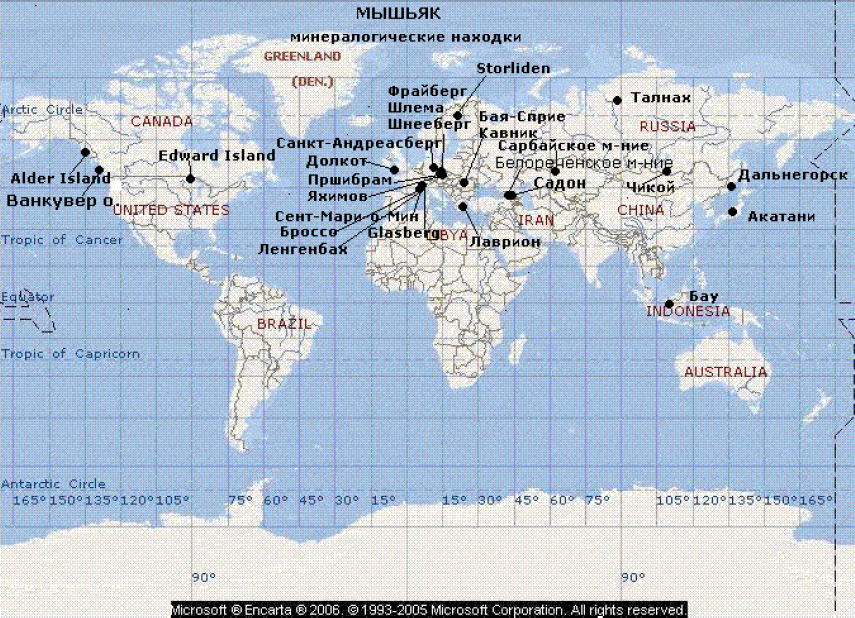 МЫШЬЯК
минералогические находки
GREENLAND
(DEN.)
Storliden
Фрайберг
Шлема
Шнееберг
Талнах
Arctic Circle
CANADA
Бая-Сприе
Кавник
RUSSIA
Санкт-Андреасберг
Сарбайское м-ние
Edward Island
Долкот
Белореченское м-ние
Alder Island
Пршибрам
Садон
Чикой
Дальнегорск
Яхимов
Ванкувер о.
UNITED STATES
Сент-Мари о Мин
IRAN
CHINA
Акатани
Бросcо
Glasberg
BYA
Лаврион
Tropic of Cancer
Ленгенбах
Equator
Бау
INDONESIA
BRAZIL
Tropic of Capricorn
AUSTRALIA
Antarctic Circle
165° 150° 135° 120° 105° 75° 60° 45° 30° 15° 15° 30° 45° 60° 75° 105° 120° 135° 150° 165°
90° 90°
Microsoft ® Encarta ® 2006. © 1993-2005 Microsoft Corporation. All rights reserved.